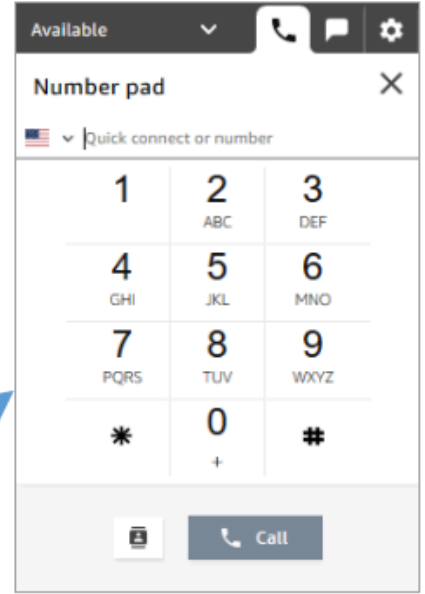 Available
Number pad
Quick connect or number
1 2 3
ABC DEF
4 5 6
GHI JKL MNO
7 8 9
PQRS TUV WXYZ
* 0 #
+
Call